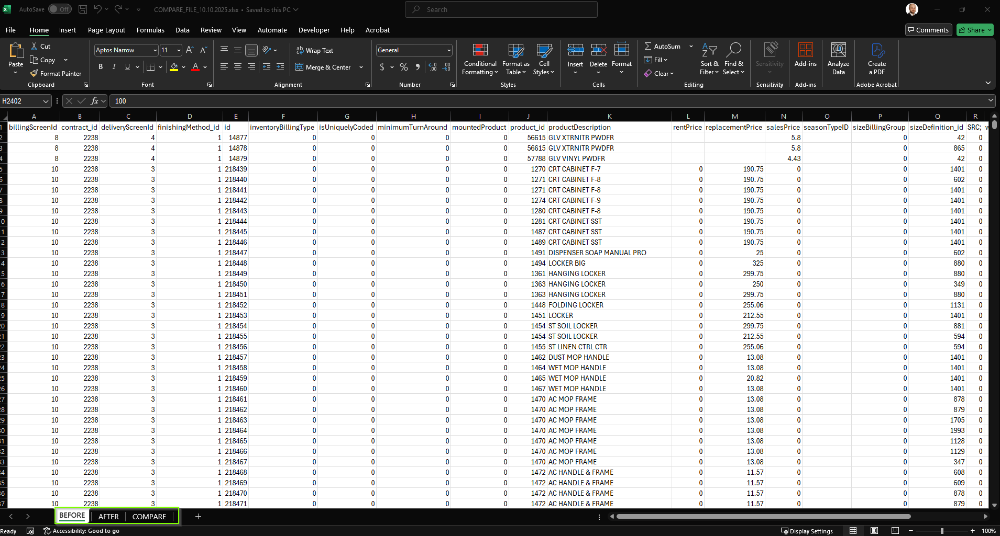 AutoSave Off COMPARE_FILE_10.10.2025.xlsx • Saved to this PC Search
File Home Insert Page Layout Formulas Data Review View Automate Developer Help Acrobat Comments Share
Paste Cut Copy Format Painter Clipboard
Aptos Narrow 11 B I U A Font
Wrap Text Merge & Center Alignment
General $ % Number
Conditional Formatting Format as Table Cell Styles Styles
Insert Delete Format Cells
AutoSum Fill Clear Sort & Filter Find & Select Editing
Sensitivity Sensitivity Add-ins Add-ins Analyze Data Create a PDF Adobe Acrobat
H2402 fx 100
A B C D E F G H I J K L M N O P Q R
1 billingScreenId contract_id deliveryScreenId finishingMethod_id id inventoryBillingType isUniquelyCoded minimumTurnAround mountedProduct product_id productDescription rentPrice replacementPrice salesPrice seasonTypeID sizeBillingGroup sizeDefinition_id SRC; w
2 8 2238 4 1 14877 0 0 0 0 56615 GLV XTRNITR PWDFR 5.8 0 42 0
3 8 2238 4 1 14878 0 0 0 0 56615 GLV XTRNITR PWDFR 5.8 0 865 0
4 8 2238 4 1 14879 0 0 0 0 57788 GLV VINYL PWDFR 4.43 0 42 0
5 10 2238 3 1 218439 0 0 0 0 1270 CRT CABINET F-7 0 190.75 0 0 1401 0
6 10 2238 3 1 218440 0 0 0 0 1271 CRT CABINET F-8 0 190.75 0 0 602 0
7 10 2238 3 1 218441 0 0 0 0 1271 CRT CABINET F-8 0 190.75 0 0 1401 0
8 10 2238 3 1 218442 0 0 0 0 1274 CRT CABINET F-9 0 190.75 0 0 1401 0
9 10 2238 3 1 218443 0 0 0 0 1280 CRT CABINET F-8 0 190.75 0 0 1401 0
0 10 2238 3 1 218444 0 0 0 0 1281 CRT CABINET SST 0 190.75 0 0 1401 0
1 10 2238 3 1 218445 0 0 0 0 1487 CRT CABINET SST 0 190.75 0 0 1401 0
2 10 2238 3 1 218446 0 0 0 0 1489 CRT CABINET SST 0 190.75 0 0 1401 0
3 10 2238 3 1 218447 0 0 0 0 1491 DISPENSER SOAP MANUAL PRO 0 25 0 0 602 0
4 10 2238 3 1 218448 0 0 0 0 1494 LOCKER BIG 0 325 0 0 880 0
5 10 2238 3 1 218449 0 0 0 0 1361 HANGING LOCKER 0 299.75 0 0 880 0
6 10 2238 3 1 218450 0 0 0 0 1363 HANGING LOCKER 0 250 0 0 349 0
7 10 2238 3 1 218451 0 0 0 0 1363 HANGING LOCKER 0 299.75 0 0 880 0
8 10 2238 3 1 218452 0 0 0 0 1448 FOLDING LOCKER 0 255.06 0 0 1131 0
9 10 2238 3 1 218453 0 0 0 0 1451 LOCKER 0 212.55 0 0 1401 0
20 10 2238 3 1 218454 0 0 0 0 1454 ST SOIL LOCKER 0 299.75 0 0 881 0
21 10 2238 3 1 218455 0 0 0 0 1454 ST SOIL LOCKER 0 212.55 0 0 594 0
22 10 2238 3 1 218456 0 0 0 0 1455 ST LINEN CTRL CTR 0 255.06 0 0 594 0
23 10 2238 3 1 218457 0 0 0 0 1462 DUST MOP HANDLE 0 13.08 0 0 1401 0
24 10 2238 3 1 218458 0 0 0 0 1464 WET MOP HANDLE 0 13.08 0 0 1401 0
25 10 2238 3 1 218459 0 0 0 0 1465 WET MOP HANDLE 0 20.82 0 0 1401 0
26 10 2238 3 1 218460 0 0 0 0 1467 WET MOP HANDLE 0 13.08 0 0 1401 0
27 10 2238 3 1 218461 0 0 0 0 1470 AC MOP FRAME 0 13.08 0 0 878 0
28 10 2238 3 1 218462 0 0 0 0 1470 AC MOP FRAME 0 13.08 0 0 879 0
29 10 2238 3 1 218463 0 0 0 0 1470 AC MOP FRAME 0 13.08 0 0 1705 0
30 10 2238 3 1 218464 0 0 0 0 1470 AC MOP FRAME 0 13.08 0 0 1993 0
31 10 2238 3 1 218465 0 0 0 0 1470 AC MOP FRAME 0 13.08 0 0 1128 0
32 10 2238 3 1 218466 0 0 0 0 1470 AC MOP FRAME 0 13.08 0 0 1129 0
33 10 2238 3 1 218467 0 0 0 0 1470 AC MOP FRAME 0 13.08 0 0 347 0
34 10 2238 3 1 218468 0 0 0 0 1472 AC HANDLE & FRAME 0 11.57 0 0 608 0
35 10 2238 3 1 218469 0 0 0 0 1472 AC HANDLE & FRAME 0 11.57 0 0 609 0
36 10 2238 3 1 218470 0 0 0 0 1472 AC HANDLE & FRAME 0 11.57 0 0 878 0
37 10 2238 3 1 218471 0 0 0 0 1472 AC HANDLE & FRAME 0 11.57 0 0 879 0
BEFORE AFTER COMPARE +
Ready Accessibility: Good to go Display Settings 100%